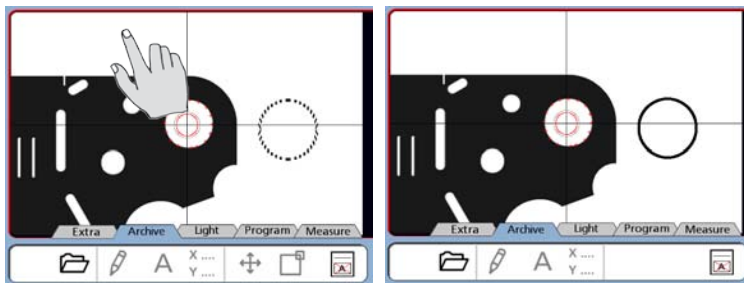 Extra Archive Light Program Measure
A X ....
Y ....
A
Extra Archive Light Program Measure
A X ....
Y ....
A